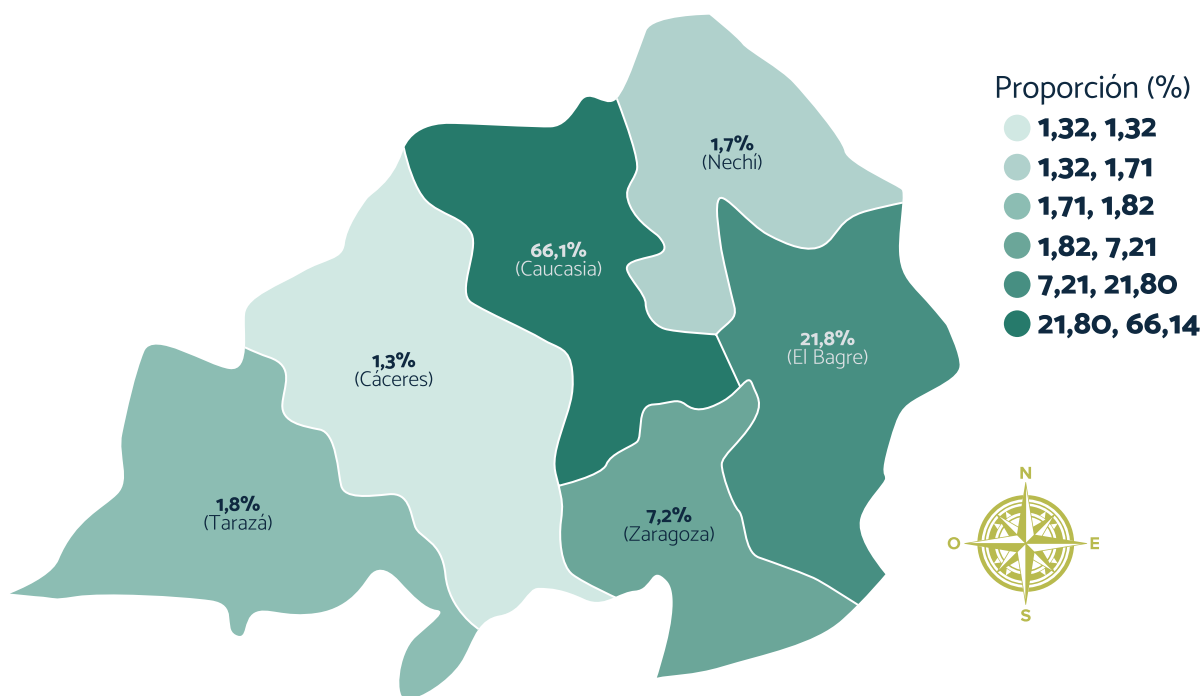 Proporción (%)
1,32, 1,32
1,32, 1,71
1,71, 1,82
1,82, 7,21
7,21, 21,80
21,80, 66,14
1,7%
(Nechí)
66,1%
(Caucasia)
21,8%
(El Bagre)
1,3%
(Cáceres)
1,8%
(Tarazá)
7,2%
(Zaragoza)
N
O
E
S